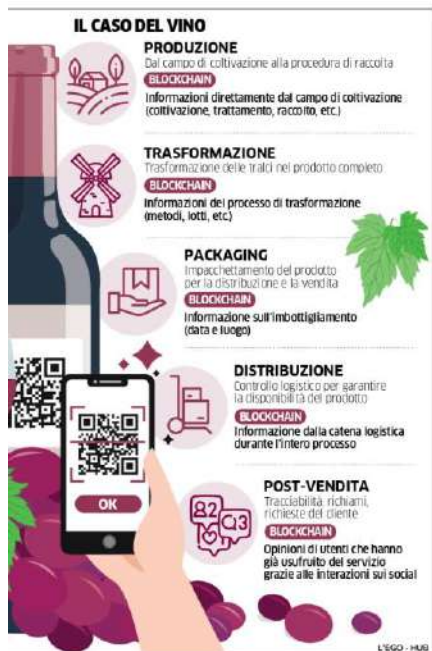 IL CASO DEL VINO
PRODUZIONE
Dal campo di coltivazione alla procedura di raccolta
BLOCKCHAIN
Informazioni direttamente dal campo di coltivazione
(coltivazione, trattamento, raccolto, etc.)
TRASFORMAZIONE
Trasformazione delle tralci nel prodotto completo
BLOCKCHAIN
Informazioni del processo di trasformazione
(metodi, lotti, etc.)
PACKAGING
Impacchettamento del prodotto
per la distribuzione e la vendita
BLOCKCHAIN
Informazione sull'imbottigliamento
(data e luogo)
DISTRIBUZIONE
Controllo logistico per garantire
la disponibilità del prodotto
BLOCKCHAIN
Informazione dalla catena logistica
durante l'intero processo
OK
POST-VENDITA
Tracciabilità, richiami,
richieste del cliente
BLOCKCHAIN
Opinioni di utenti che hanno
già usufruito del servizio
grazie alle interazioni sui social
82
3
L'EGO - HUB